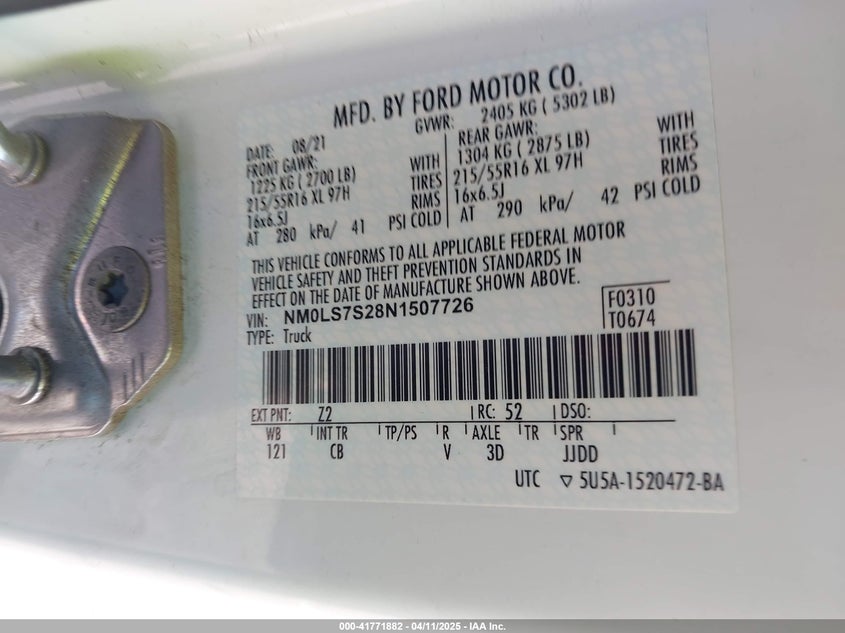 MFD. BY FORD MOTOR CO.
DATE: 08/21 GVWR: 2405 KG ( 5302 LB)
FRONT GAWR: REAR GAWR:
1225 KG ( 2700 LB) WITH 1304 KG ( 2875 LB) WITH
215/55R16 XL 97H TIRES 215/55R16 XL 97H TIRES
16x6.5J RIMS 16x6.5J RIMS
AT 280 kPa/ 41 PSI COLD AT 290 kPa/ 42 PSI COLD
THIS VEHICLE CONFORMS TO ALL APPLICABLE FEDERAL MOTOR
VEHICLE SAFETY AND THEFT PREVENTION STANDARDS IN
EFFECT ON THE DATE OF MANUFACTURE SHOWN ABOVE.
VIN: NM0LS7S28N1507726 F0310
TYPE: Truck T0674
EXT PNT: Z2 RC: 52 DSO:
WB INT TR TP/PS R AXLE TR SPR
121 CB V 3D JJDD
UTC ▽ 5U5A-1520472-BA
000-41771882 - 04/11/2025 - IAA Inc.